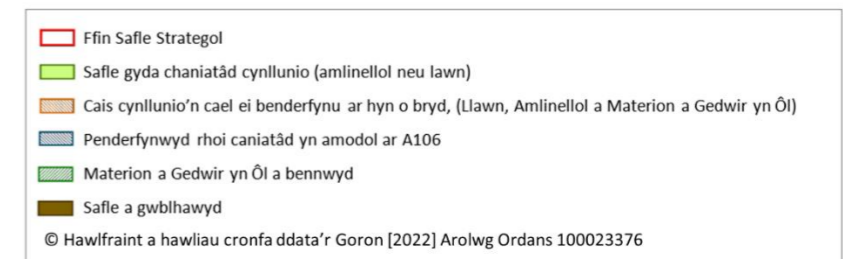 Ffin Safle Strategol
Safle gyda chaniatâd cynllunio (amlinellol neu lawn)
Cais cynllunio'n cael ei benderfynu ar hyn o bryd, (Llawn, Amlinellol a Materion a Gedwir yn Ôl)
Penderfynwyd rhoi caniatâd yn amodol ar A106
Materion a Gedwir yn Ôl a bennwyd
Safle a gwblhawyd
© Hawlfraint a hawliau cronfa ddata'r Goron [2022] Arolwg Ordans 100023376